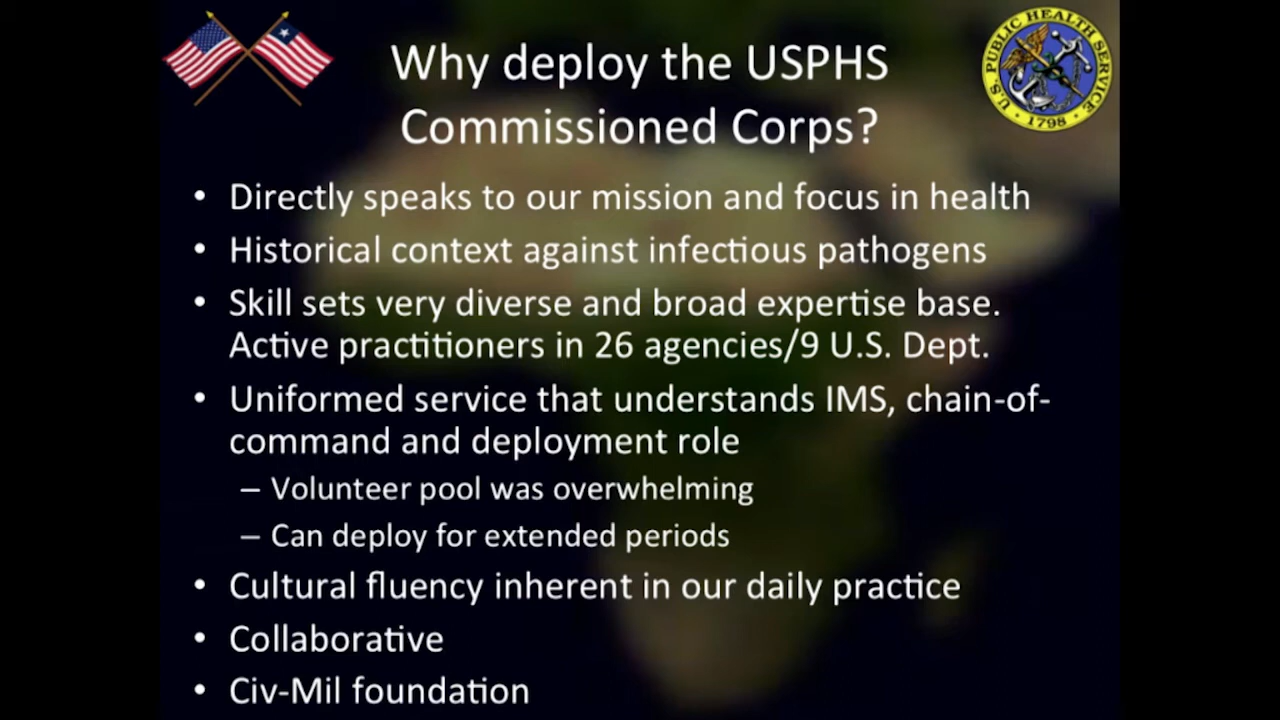 Why deploy the USPHS
Commissioned Corps?
U.S. PUBLIC HEALTH SERVICE
1798
• Directly speaks to our mission and focus in health
• Historical context against infectious pathogens
• Skill sets very diverse and broad expertise base.
Active practitioners in 26 agencies/9 U.S. Dept.
• Uniformed service that understands IMS, chain-of-
command and deployment role
– Volunteer pool was overwhelming
– Can deploy for extended periods
• Cultural fluency inherent in our daily practice
• Collaborative
• Civ-Mil foundation